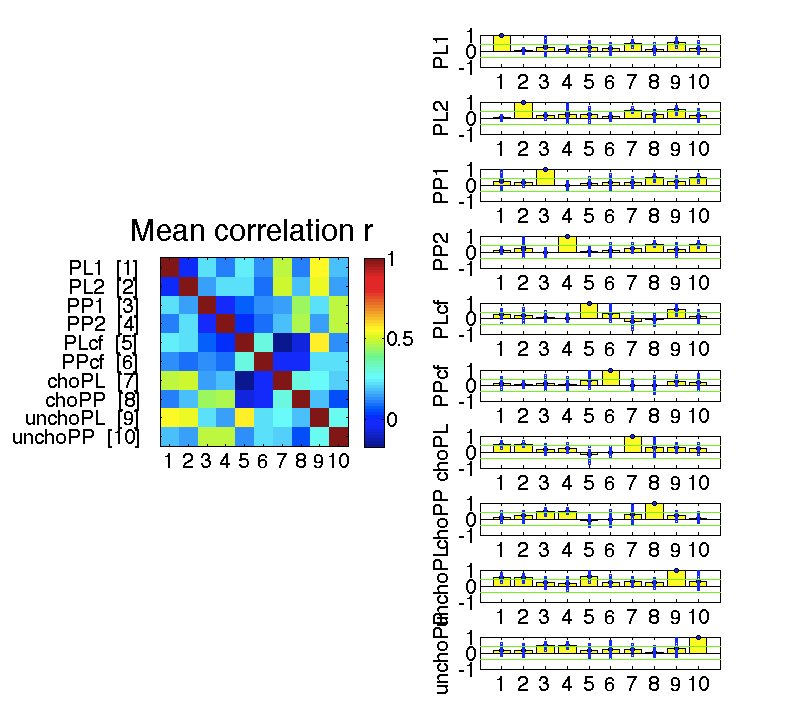 Mean correlation r
PL1 [1]
PL2 [2]
PP1 [3]
PP2 [4]
PLcf [5]
PPcf [6]
choPL [7]
choPP [8]
unchoPL [9]
unchoPP [10]
1 2 3 4 5 6 7 8 9 10
1
0.5
0
PL1
1
0
-1
1 2 3 4 5 6 7 8 9 10
PL2
1
0
-1
1 2 3 4 5 6 7 8 9 10
PP1
1
0
-1
1 2 3 4 5 6 7 8 9 10
PP2
1
0
-1
1 2 3 4 5 6 7 8 9 10
PLcf
1
0
-1
1 2 3 4 5 6 7 8 9 10
PPcf
1
0
-1
1 2 3 4 5 6 7 8 9 10
choPL
1
0
-1
1 2 3 4 5 6 7 8 9 10
choPP
1
0
-1
1 2 3 4 5 6 7 8 9 10
unchoPL
1
0
-1
1 2 3 4 5 6 7 8 9 10
unchoPP
1
0
-1
1 2 3 4 5 6 7 8 9 10